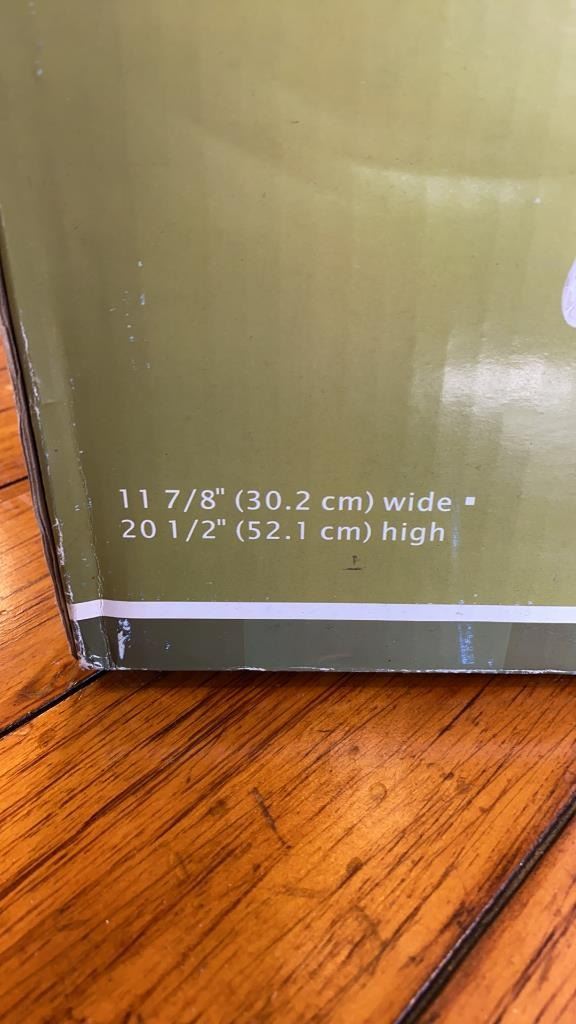 11 7/8" (30.2 cm) wide ▪
20 1/2" (52.1 cm) high